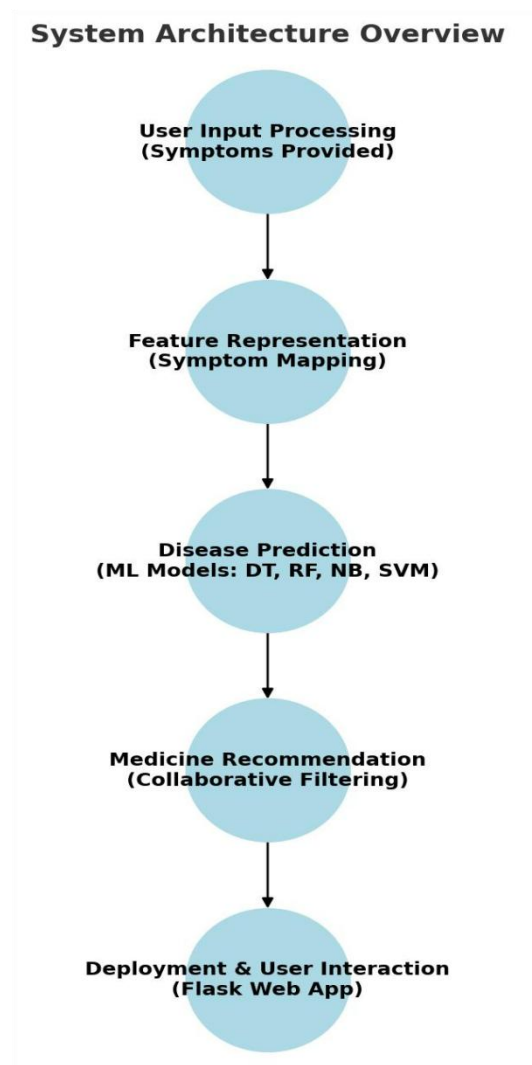 System Architecture Overview
User Input Processing
(Symptoms Provided)
Feature Representation
(Symptom Mapping)
Disease Prediction
(ML Models: DT, RF, NB, SVM)
Medicine Recommendation
(Collaborative Filtering)
Deployment & User Interaction
(Flask Web App)